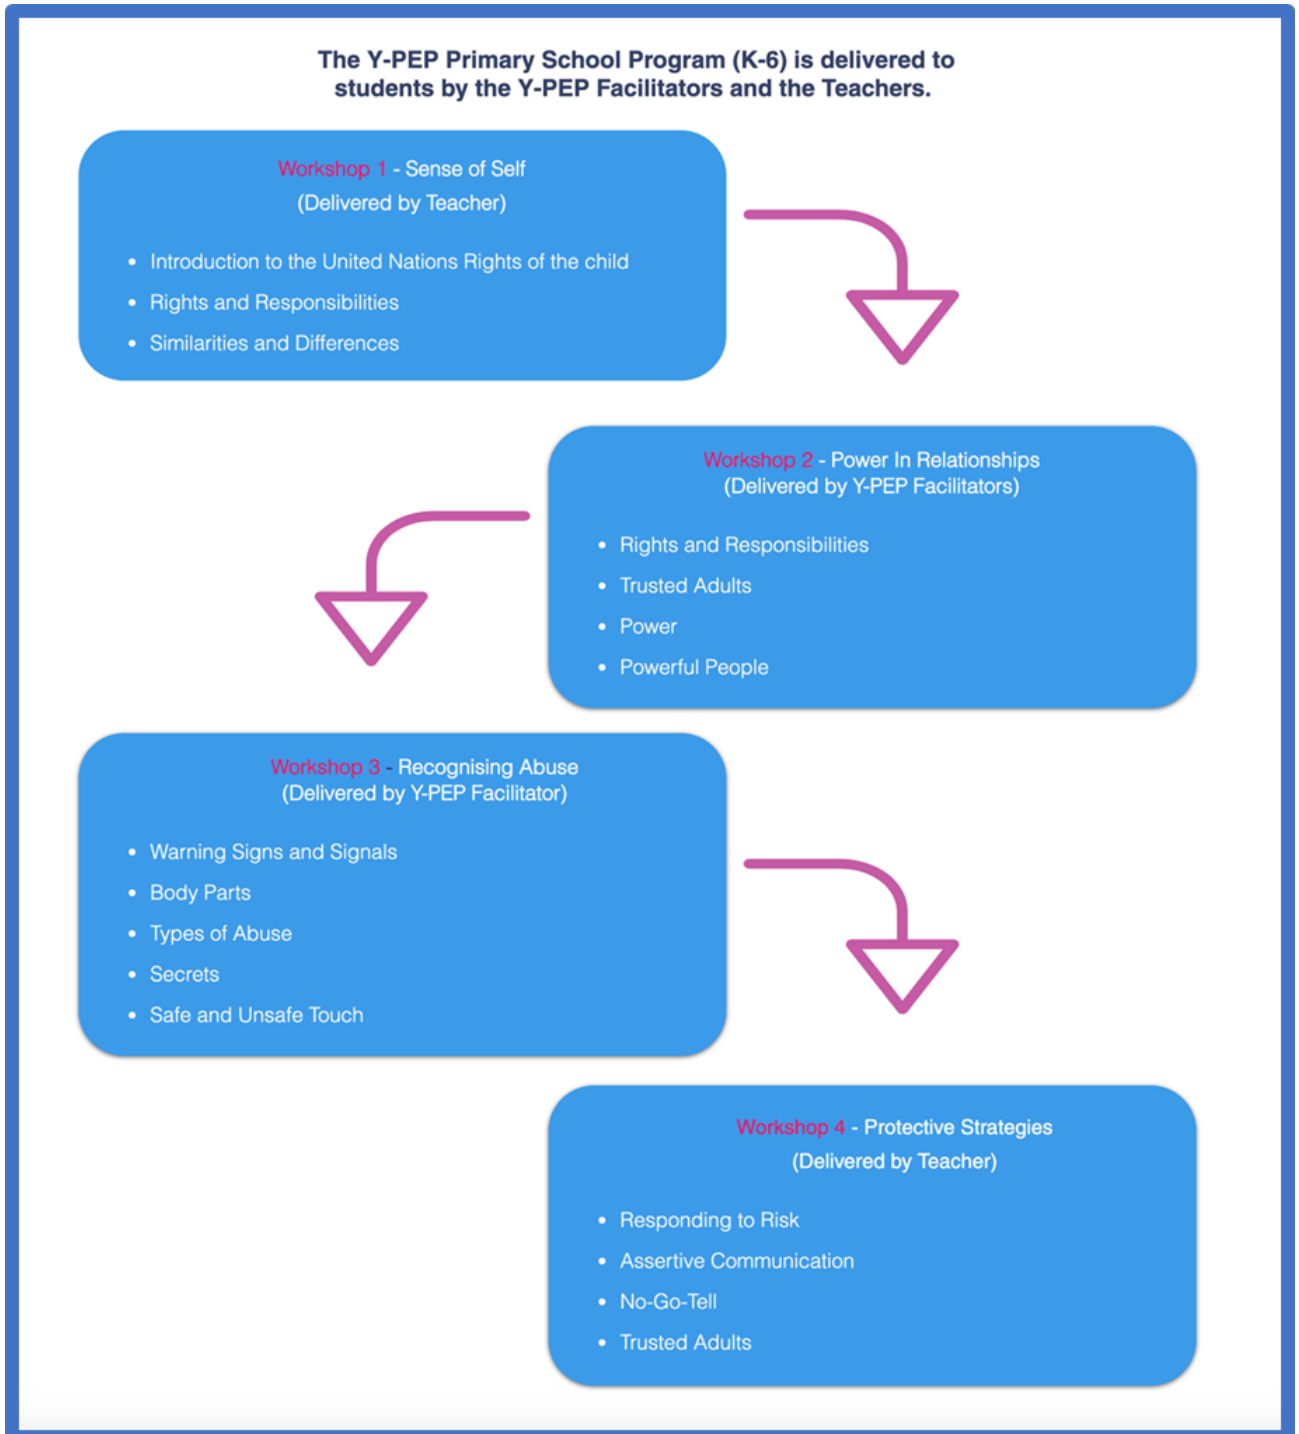 The Y-PEP Primary School Program (K-6) is delivered to
students by the Y-PEP Facilitators and the Teachers.
Workshop 1 - Sense of Self
(Delivered by Teacher)
• Introduction to the United Nations Rights of the child
• Rights and Responsibilities
• Similarities and Differences
Workshop 2 - Power In Relationships
(Delivered by Y-PEP Facilitators)
• Rights and Responsibilities
• Trusted Adults
• Power
• Powerful People
Workshop 3 - Recognising Abuse
(Delivered by Y-PEP Facilitator)
• Warning Signs and Signals
• Body Parts
• Types of Abuse
• Secrets
• Safe and Unsafe Touch
Workshop 4 - Protective Strategies
(Delivered by Teacher)
• Responding to Risk
• Assertive Communication
• No-Go-Tell
• Trusted Adults